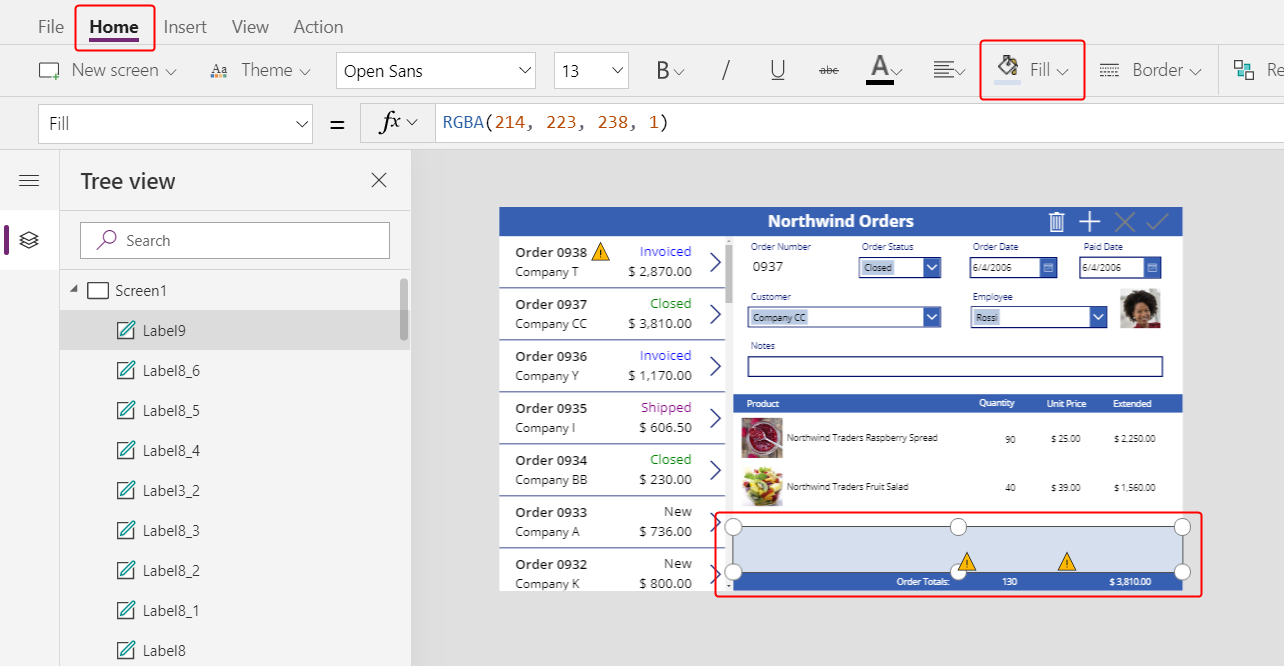 File Home Insert View Action
New screen Aa Theme Open Sans 13 B / U abc A Fill Border Re
Fill = fx RGBA(214, 223, 238, 1)
Tree view
Search
Screen1
Label9
Label8_6
Label8_5
Label8_4
Label3_2
Label8_3
Label8_2
Label8_1
Label8
Northwind Orders
Order 0938 Invoiced
Company T $ 2,870.00
Order 0937 Closed
Company CC $ 3,810.00
Order 0936 Invoiced
Company Y $ 1,170.00
Order 0935 Shipped
Company I $ 606.50
Order 0934 Closed
Company BB $ 230.00
Order 0933 New
Company A $ 736.00
Order 0932 New
Company K $ 800.00
Order Number Order Status Order Date Paid Date
0937 Closed 6/4/2006 6/4/2006
Customer Employee
Company CC Rossi
Notes
Product Quantity Unit Price Extended
Northwind Traders Raspberry Spread 90 $ 25.00 $ 2,250.00
Northwind Traders Fruit Salad 40 $ 39.00 $ 1,560.00
Order Totals: 130 $ 3,810.00